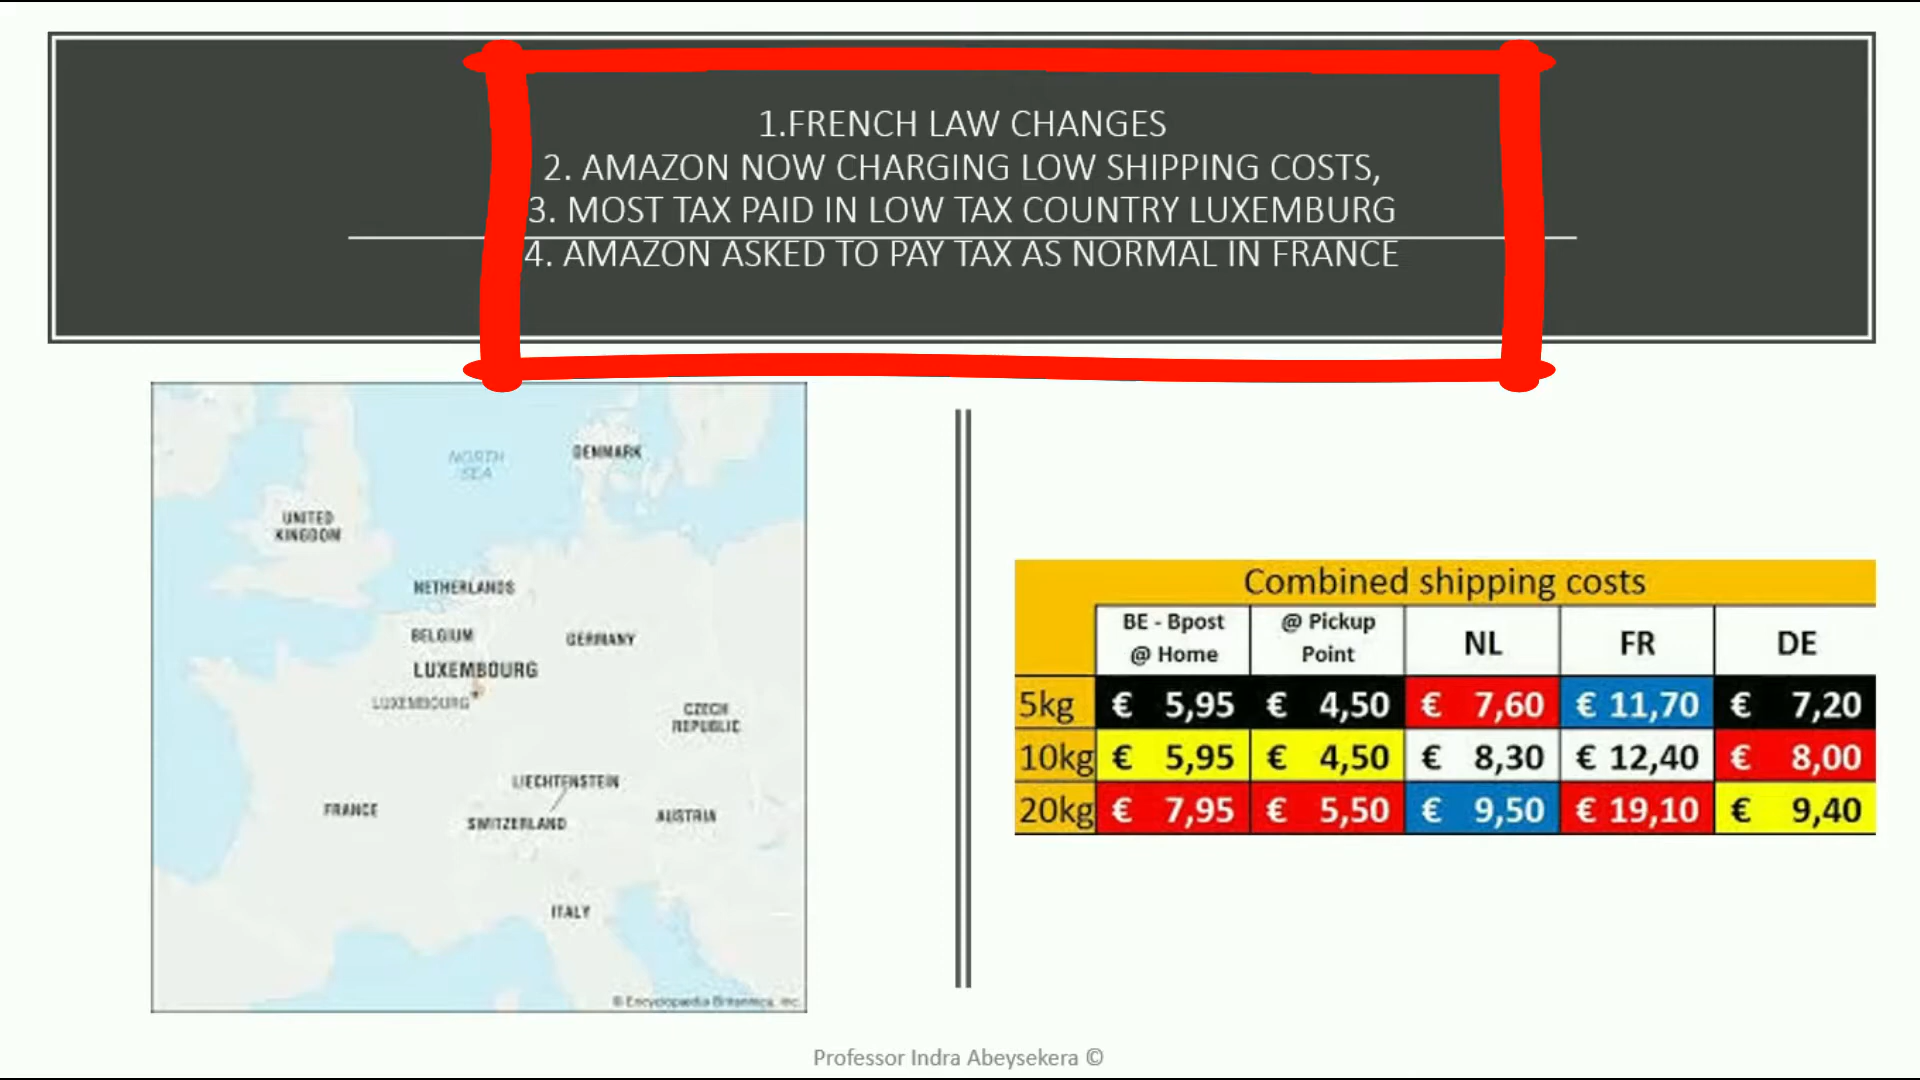 1.FRENCH LAW CHANGES
2. AMAZON NOW CHARGING LOW SHIPPING COSTS,
3. MOST TAX PAID IN LOW TAX COUNTRY LUXEMBURG
4. AMAZON ASKED TO PAY TAX AS NORMAL IN FRANCE
NORTH
SEA
DENMARK
UNITED
KINGDOM
NETHERLANDS
BELGIUM
GERMANY
LUXEMBOURG
LUXEMBOURG
CZECH
REPUBLIC
LIECHTENSTEIN
FRANCE
SWITZERLAND
AUSTRIA
ITALY
© Encyclopædia Britannica, Inc.
Combined shipping costs
BE - Bpost @ Home @ Pickup Point NL FR DE
5kg € 5,95 € 4,50 € 7,60 € 11,70 € 7,20
10kg € 5,95 € 4,50 € 8,30 € 12,40 € 8,00
20kg € 7,95 € 5,50 € 9,50 € 19,10 € 9,40
Professor Indra Abeysekera ©